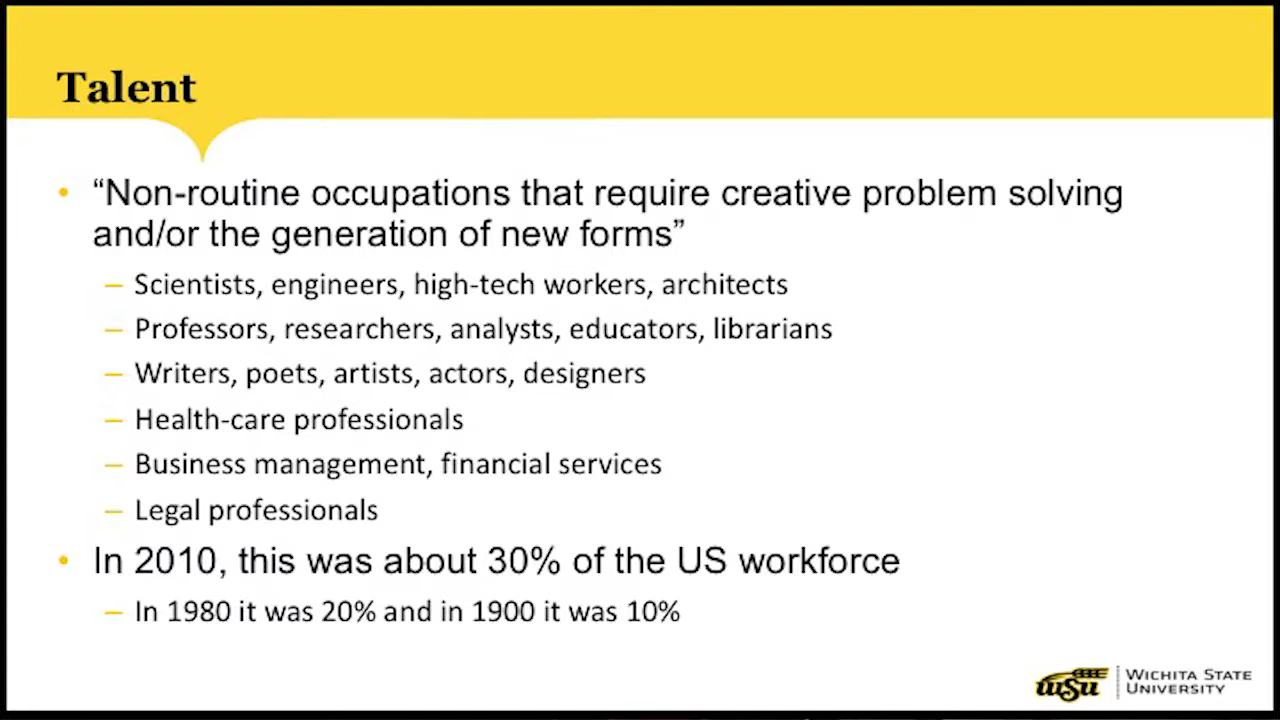 Talent
• “Non-routine occupations that require creative problem solving
and/or the generation of new forms”
– Scientists, engineers, high-tech workers, architects
– Professors, researchers, analysts, educators, librarians
– Writers, poets, artists, actors, designers
– Health-care professionals
– Business management, financial services
– Legal professionals
• In 2010, this was about 30% of the US workforce
– In 1980 it was 20% and in 1900 it was 10%
WSU
WICHITA STATE
UNIVERSITY